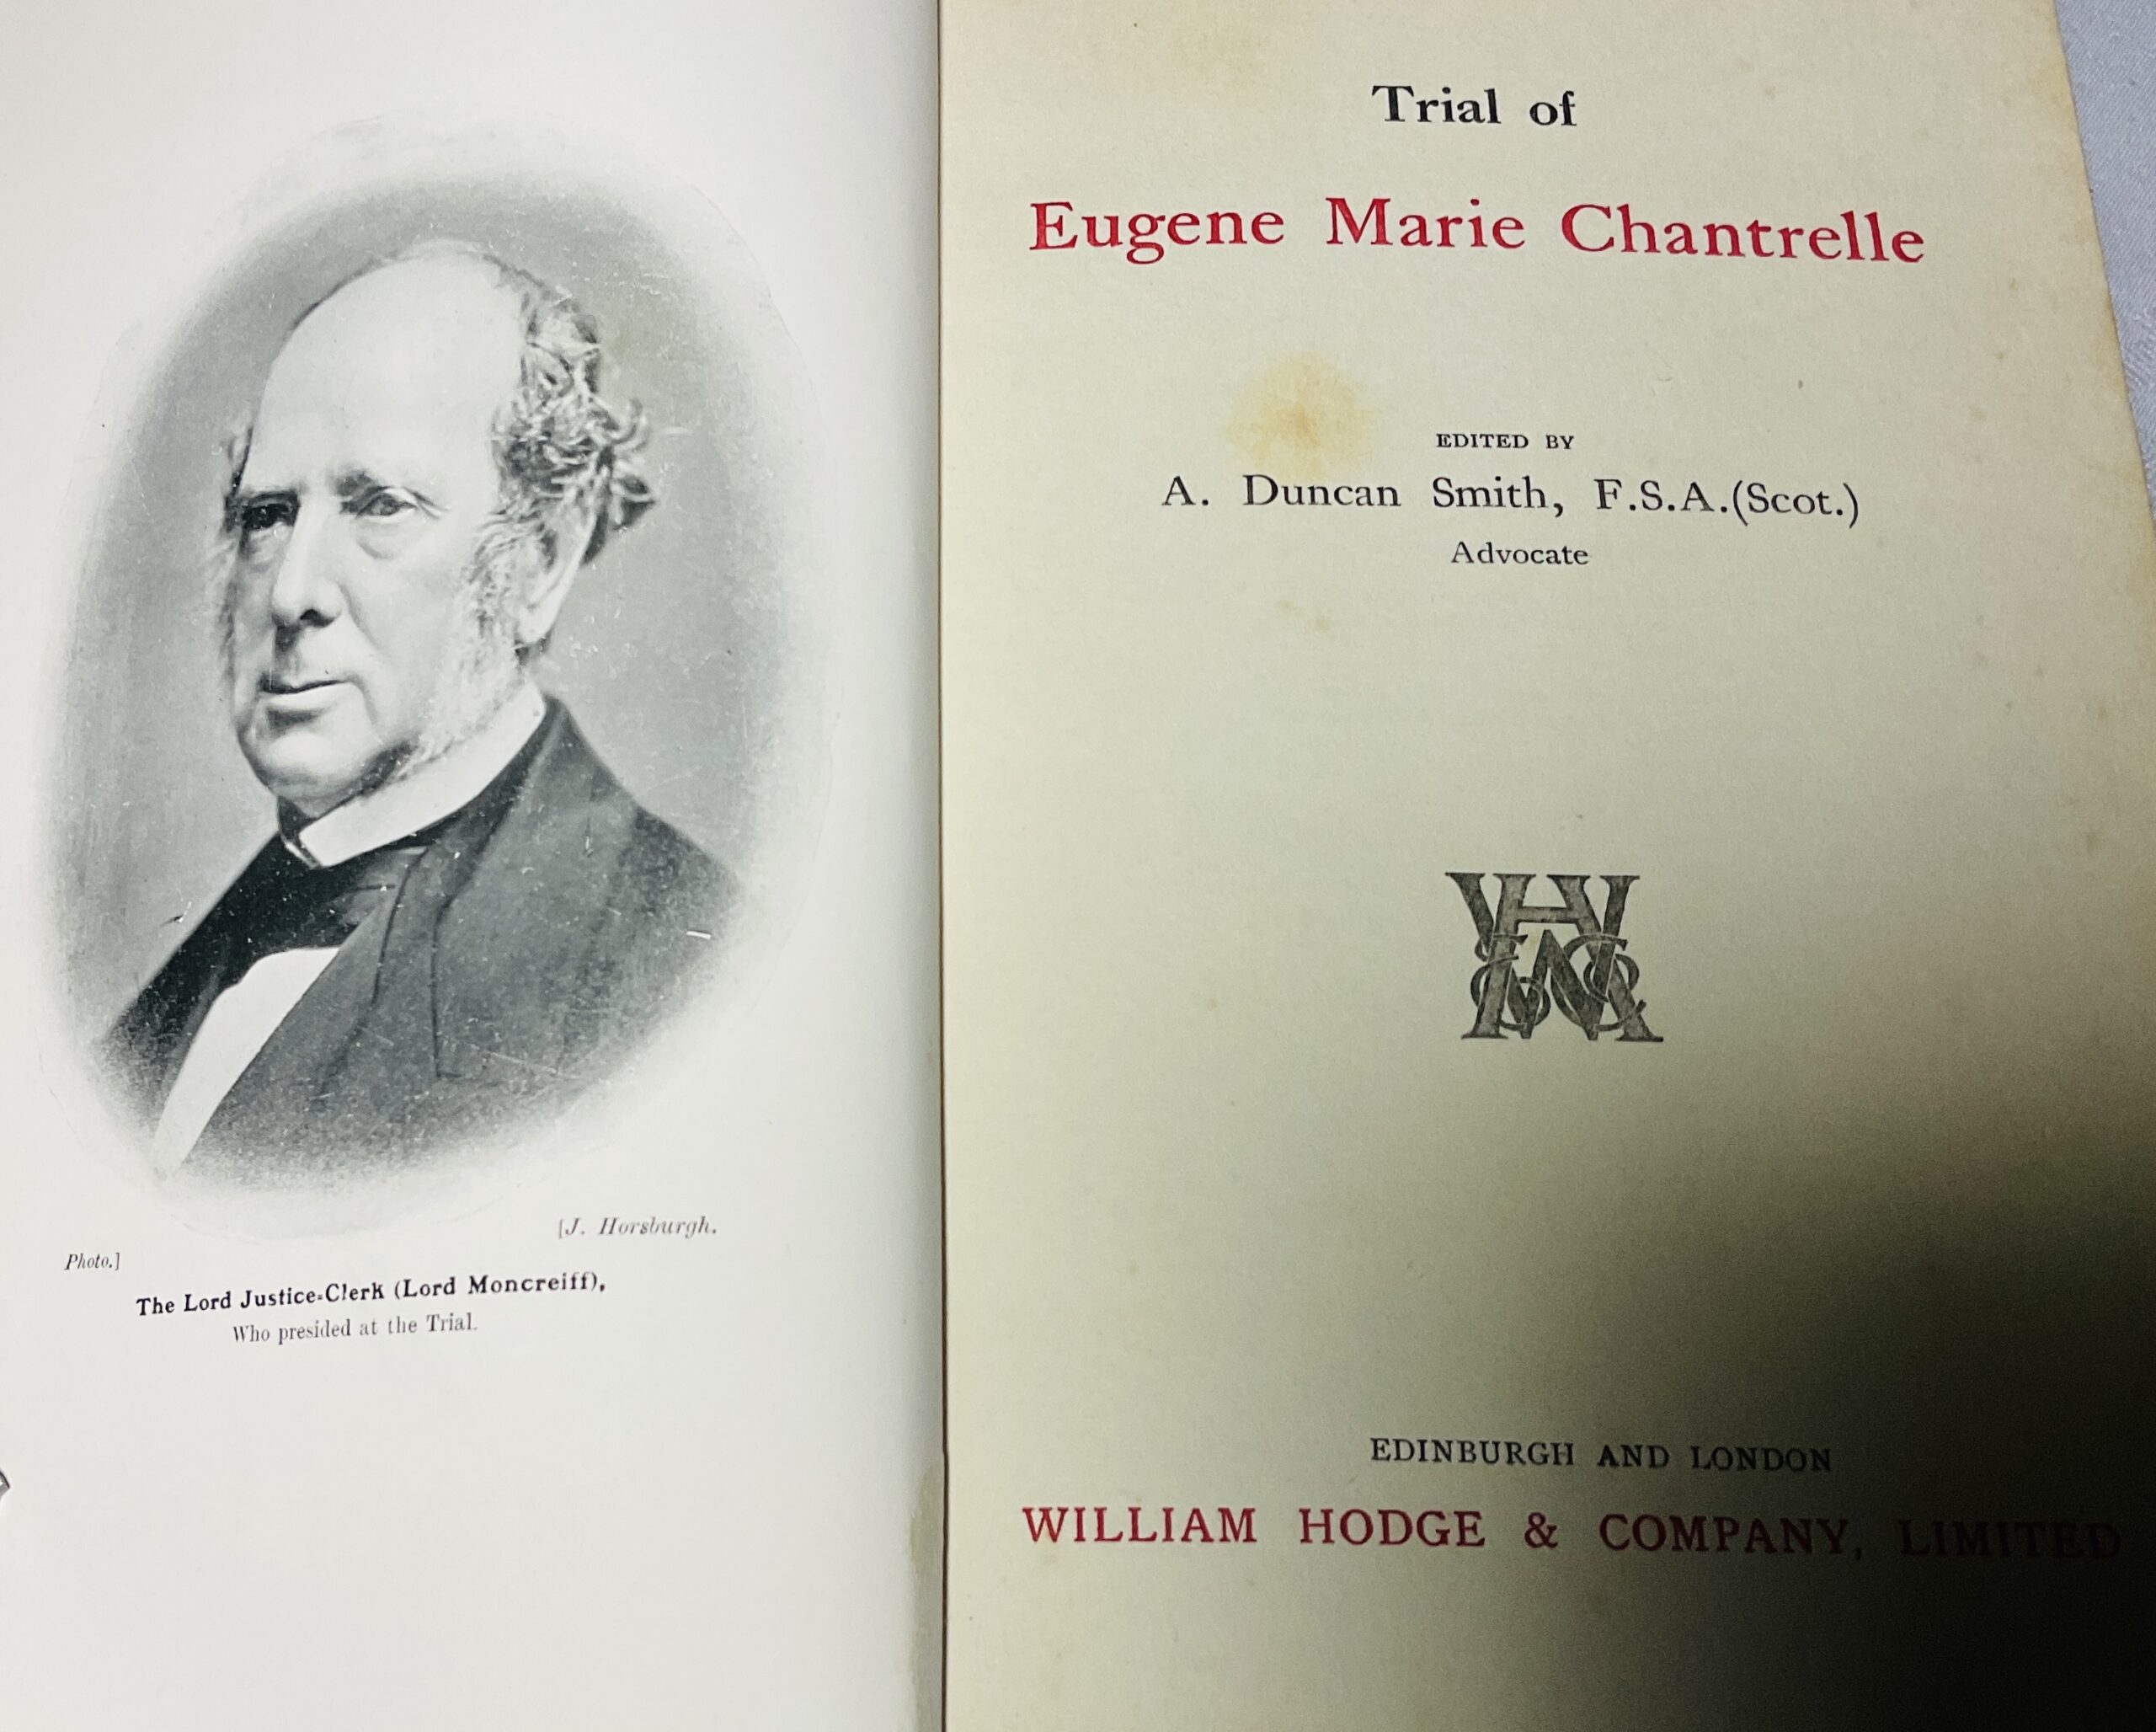 [J. Horsburgh.
Photo.]
The Lord Justice-Clerk (Lord Moncreiff),
Who presided at the Trial.
Trial of
Eugene Marie Chantrelle
EDITED BY
A. Duncan Smith, F.S.A.(Scot.)
Advocate
EDINBURGH AND LONDON
WILLIAM HODGE & COMPANY, LIMITED